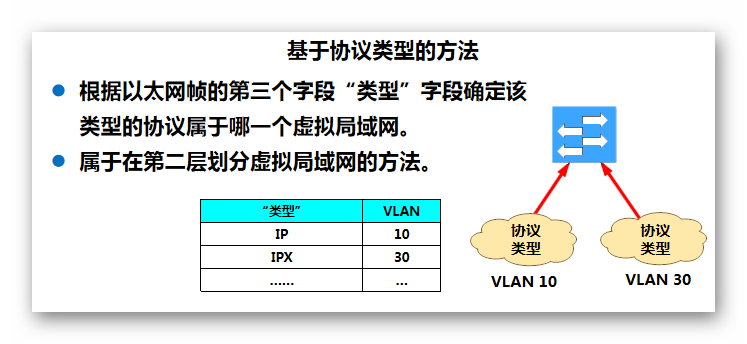 基于协议类型的方法
根据以太网帧的第三个字段“类型”字段确定该
类型的协议属于哪一个虚拟局域网。
属于在第二层划分虚拟局域网的方法。
“类型” VLAN
IP 10
IPX 30
…… …
协议
类型
VLAN 10
协议
类型
VLAN 30